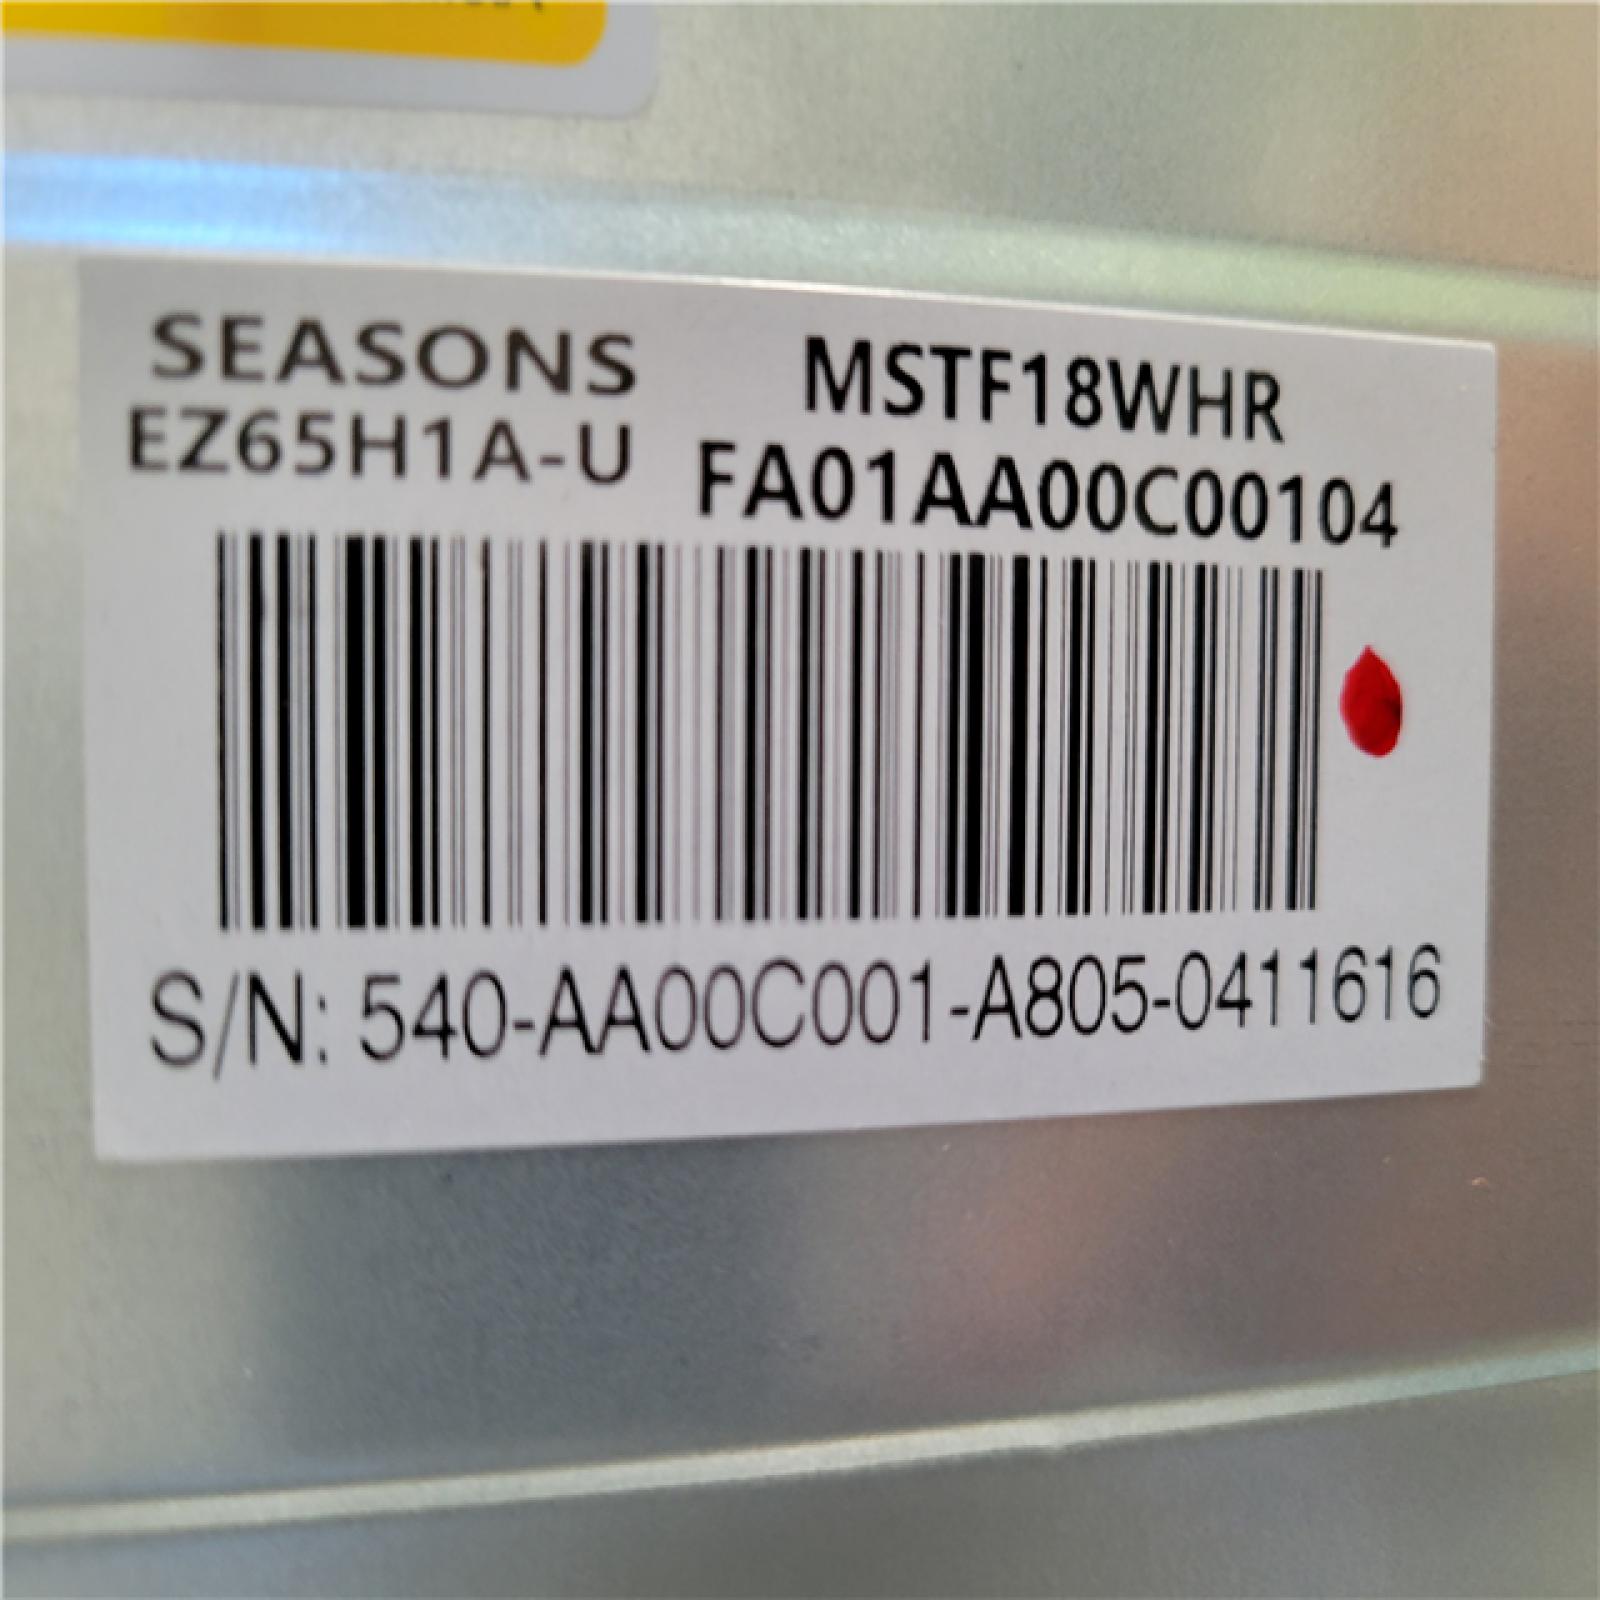 SEASONS
EZ65H1A-U
MSTF18WHR
FA01AA00C00104
S/N: 540-AA00C001-A805-0411616